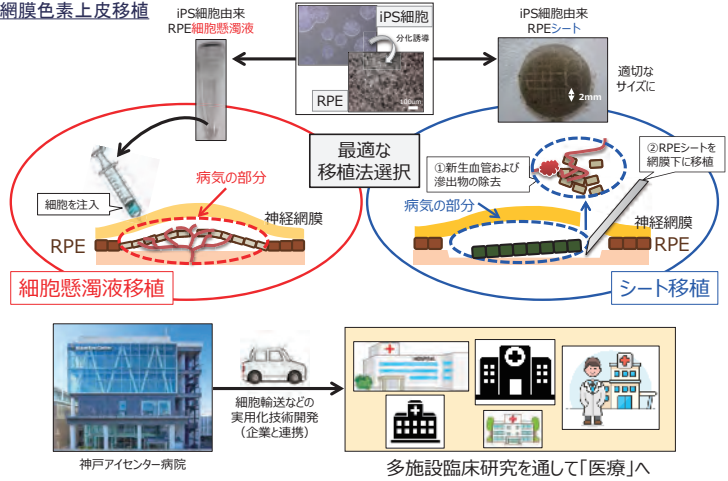 網膜色素上皮移植
iPS細胞由来
RPE細胞懸濁液
iPS細胞
分化誘導
RPE
100μm
iPS細胞由来
RPEシート
2mm
適切な
サイズに
最適な
移植法選択
細胞を注入
病気の部分
神経網膜
RPE
細胞懸濁液移植
①新生血管および
滲出物の除去
②RPEシートを
網膜下に移植
病気の部分
神経網膜
RPE
シート移植
神戸アイセンター病院
細胞輸送などの
実用化技術開発
（企業と連携）
HOSPITAL
多施設臨床研究を通して｢医療｣へ